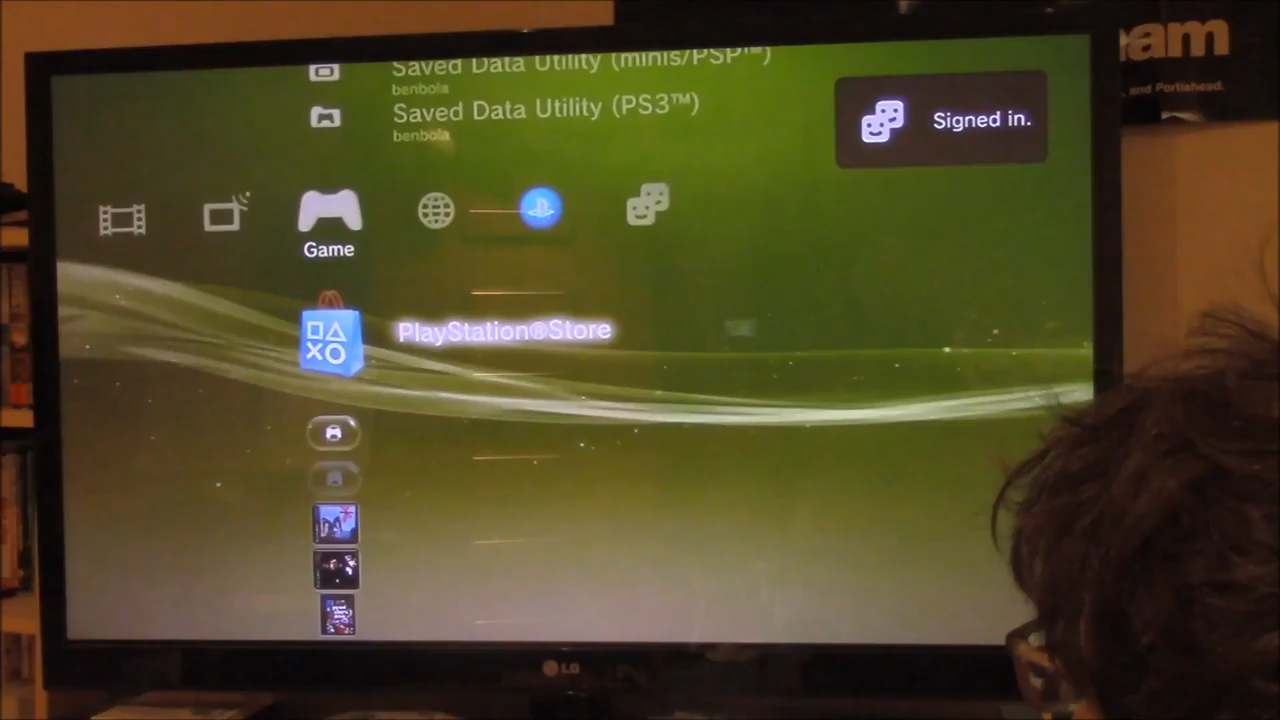 Saved Data Utility (minis/PSP™)
benbola
Saved Data Utility (PS3™)
benbola
Signed in.
eam
, and Portishead.
Game
PlayStation®Store
LG